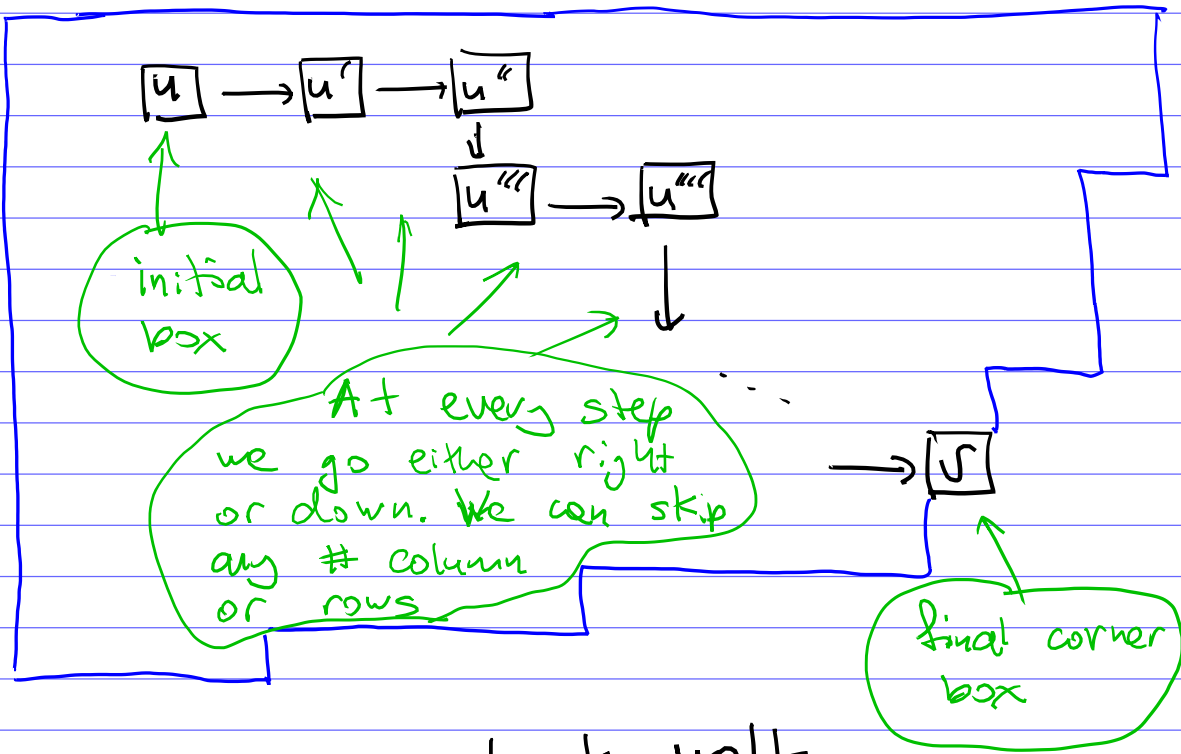 u → u′ → u″
↓
u‴ → u⁗
↓
initial
box
At every step
we go either right
or down. We can skip
any # column
or rows
⋱
→ v
final corner
box